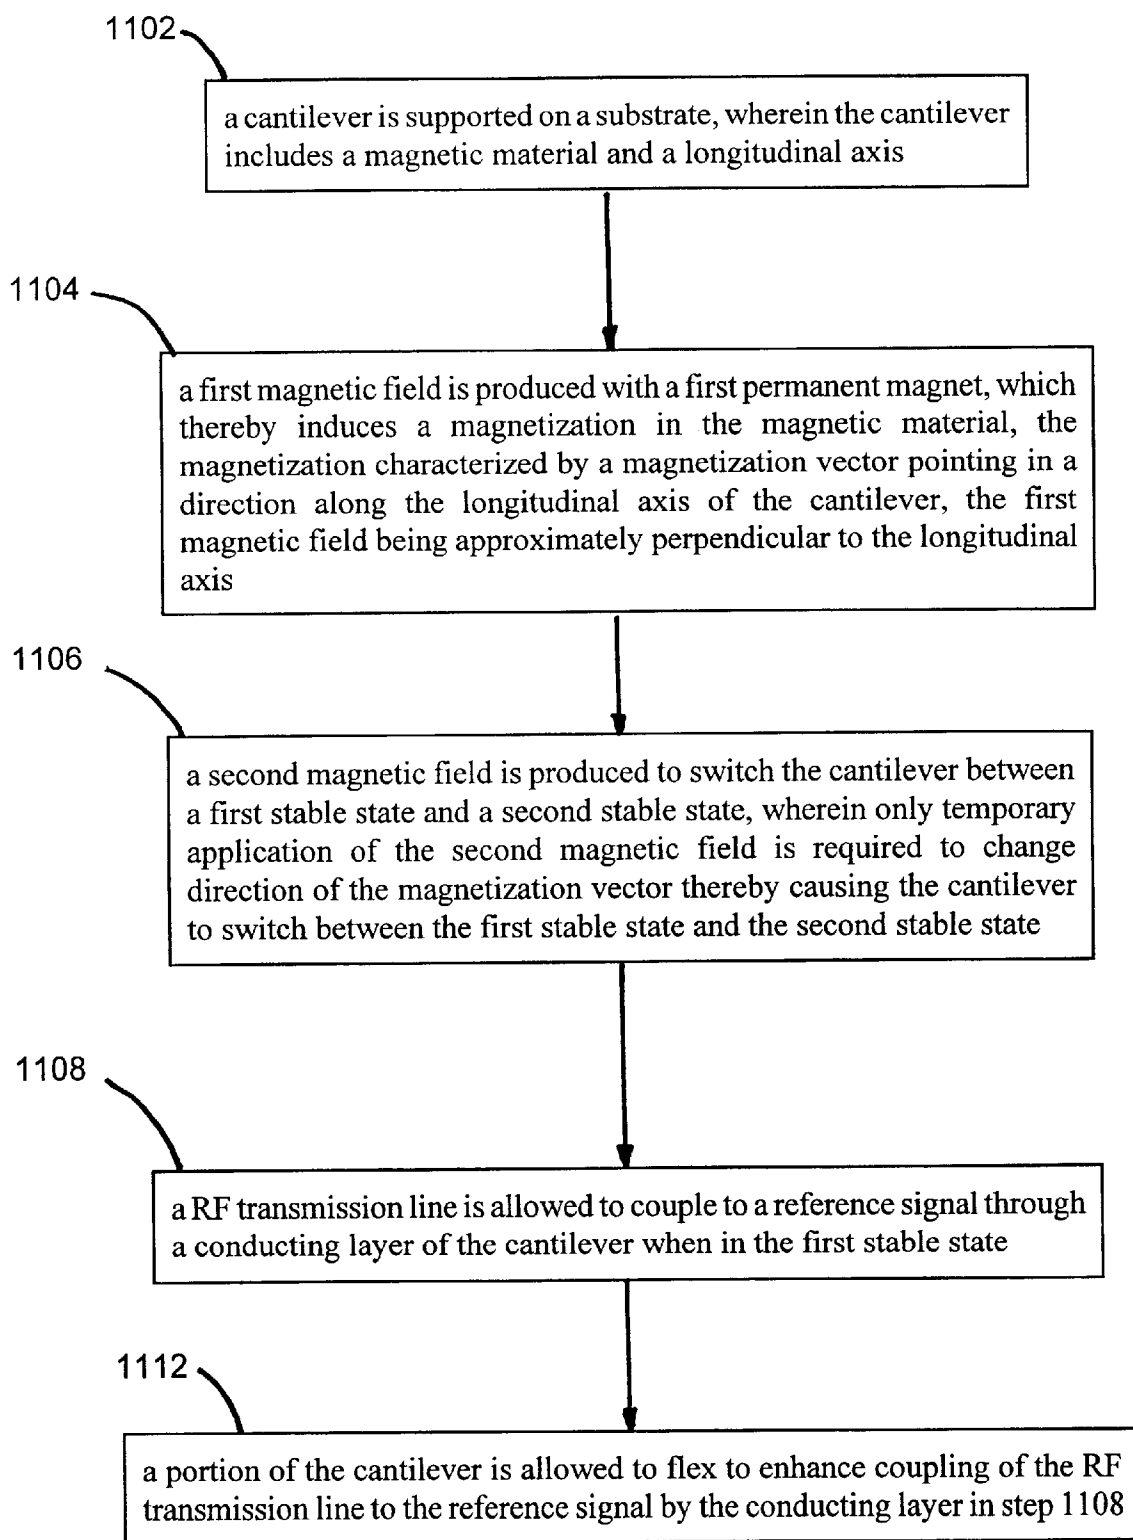 1102
a cantilever is supported on a substrate, wherein the cantilever
includes a magnetic material and a longitudinal axis
1104
a first magnetic field is produced with a first permanent magnet, which
thereby induces a magnetization in the magnetic material, the
magnetization characterized by a magnetization vector pointing in a
direction along the longitudinal axis of the cantilever, the first
magnetic field being approximately perpendicular to the longitudinal
axis
1106
a second magnetic field is produced to switch the cantilever between
a first stable state and a second stable state, wherein only temporary
application of the second magnetic field is required to change
direction of the magnetization vector thereby causing the cantilever
to switch between the first stable state and the second stable state
1108
a RF transmission line is allowed to couple to a reference signal through
a conducting layer of the cantilever when in the first stable state
1112
a portion of the cantilever is allowed to flex to enhance coupling of the RF
transmission line to the reference signal by the conducting layer in step 1108